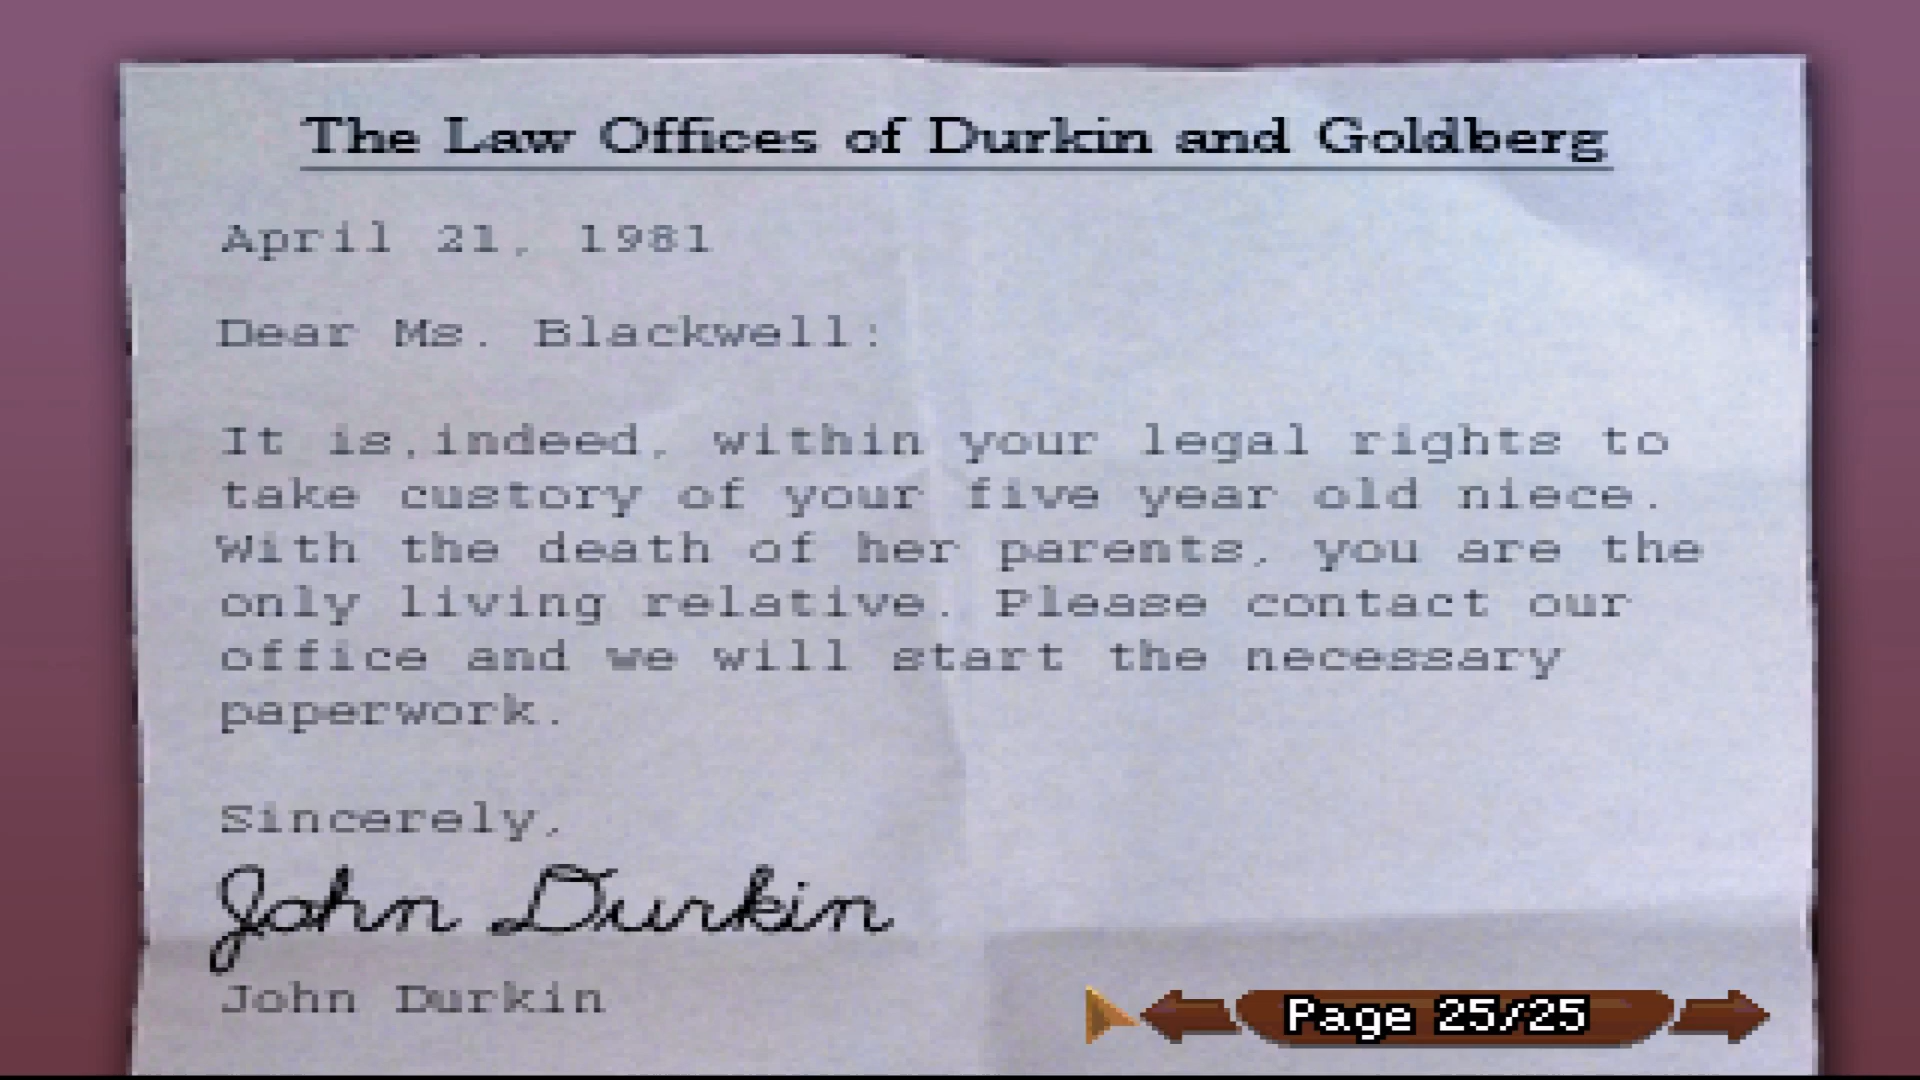 The Law Offices of Durkin and Goldberg
April 21, 1981
Dear Ms. Blackwell:
It is,indeed, within your legal rights to
take custory of your five year old niece.
With the death of her parents, you are the
only living relative. Please contact our
office and we will start the necessary
paperwork.
Sincerely,
John Durkin
John Durkin
Page 25/25